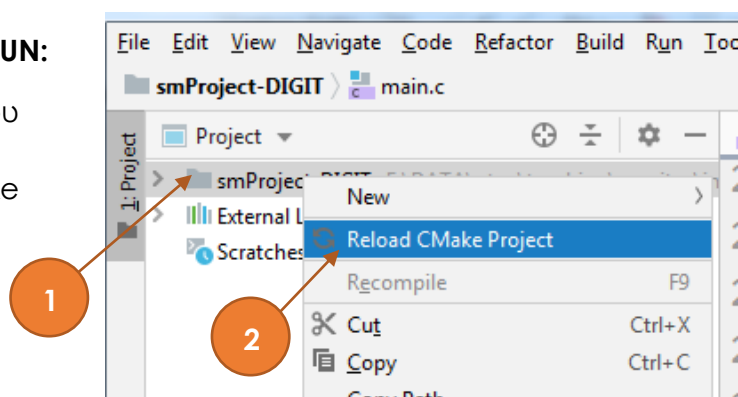 UN:
File Edit View Navigate Code Refactor Build Run
smProject-DIGIT main.c
1: Project
Project
smProjec
New
External L
Reload CMake Project
Scratches
Recompile F9
1
2
Cut Ctrl+X
Copy Ctrl+C